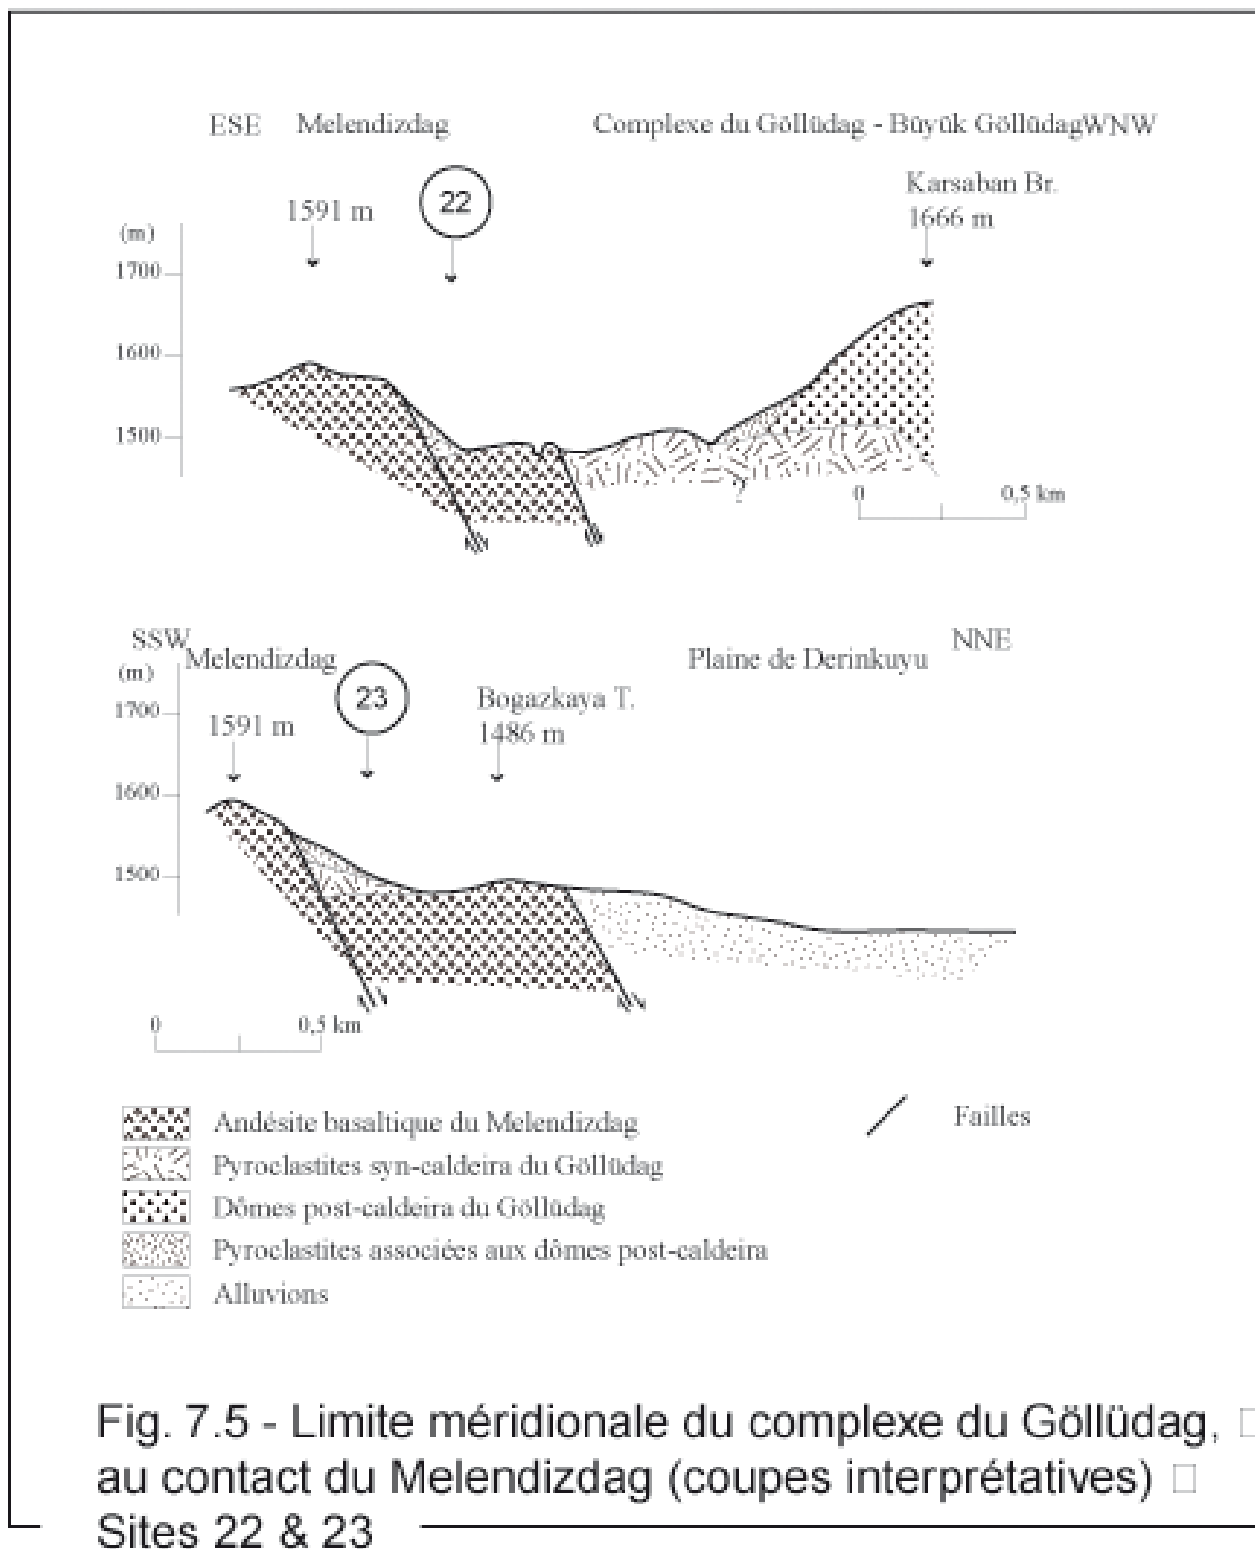 ESE Melendizdag Complexe du Göllüdag - Büyük GöllüdagWNW
Karsaban Br.
1666 m
1591 m
22
(m)
1700
1600
1500
0 0,5 km
SSW
Melendizdag
Plaine de Derinkuyu
NNE
(m)
23
Bogazkaya T.
1486 m
1591 m
1700
1600
1500
0 0,5 km
Andésite basaltique du Melendizdag
Failles
Pyroclastites syn-caldeira du Göllüdag
Dômes post-caldeira du Göllüdag
Pyroclastites associées aux dômes post-caldeira
Alluvions
Fig. 7.5 - Limite méridionale du complexe du Göllüdag, □
au contact du Melendizdag (coupes interprétatives) □
Sites 22 & 23